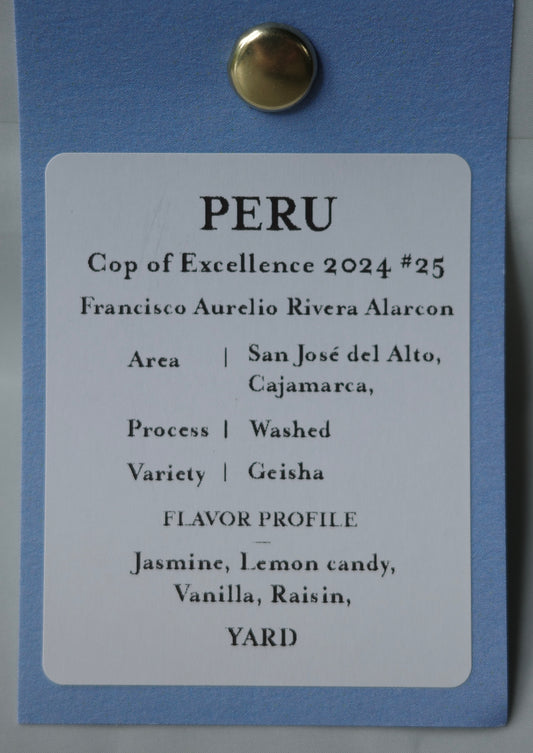 PERU
Cop of Excellence 2024 #25
Francisco Aurelio Rivera Alarcon
Area | San José del Alto,
Cajamarca,
Process | Washed
Variety | Geisha
FLAVOR PROFILE
Jasmine, Lemon candy,
Vanilla, Raisin,
YARD